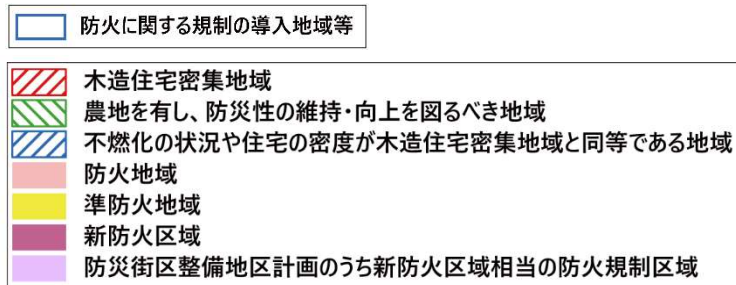 防火に関する規制の導入地域等
木造住宅密集地域
農地を有し、防災性の維持・向上を図るべき地域
不燃化の状況や住宅の密度が木造住宅密集地域と同等である地域
防火地域
準防火地域
新防火区域
防災街区整備地区計画のうち新防火区域相当の防火規制区域